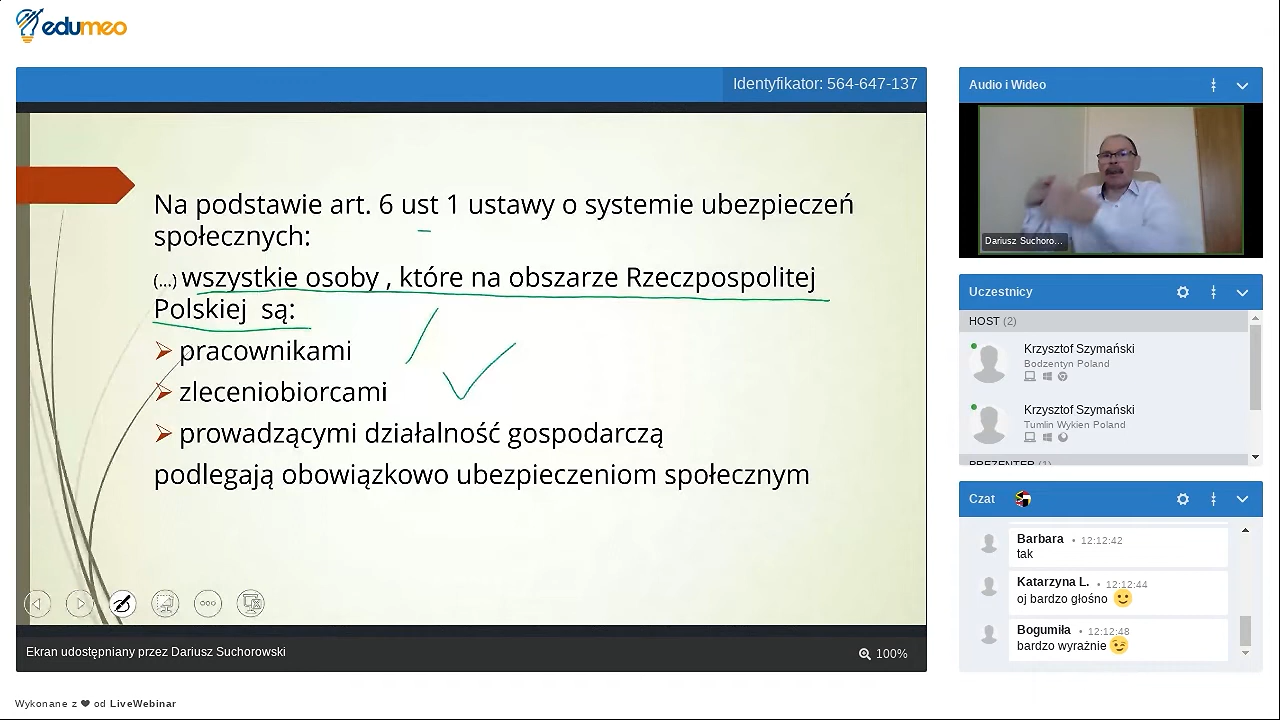 edumeo
Identyfikator: 564-647-137
Na podstawie art. 6 ust 1 ustawy o systemie ubezpieczeń
społecznych:
(...) wszystkie osoby , które na obszarze Rzeczpospolitej
Polskiej są:
pracownikami
zleceniobiorcami
prowadzącymi działalność gospodarczą
podlegają obowiązkowo ubezpieczeniom społecznym
Ekran udostępniany przez Dariusz Suchorowski
100%
Audio i Wideo
Dariusz Suchoro...
Uczestnicy
HOST (2)
Krzysztof Szymański
Bodzentyn Poland
Krzysztof Szymański
Tumlin Wykien Poland
PREZENTER (1)
Czat
Barbara • 12:12:42
tak
Katarzyna L. • 12:12:44
oj bardzo głośno
Bogumiła • 12:12:48
bardzo wyraźnie
Wykonane z ❤ od LiveWebinar